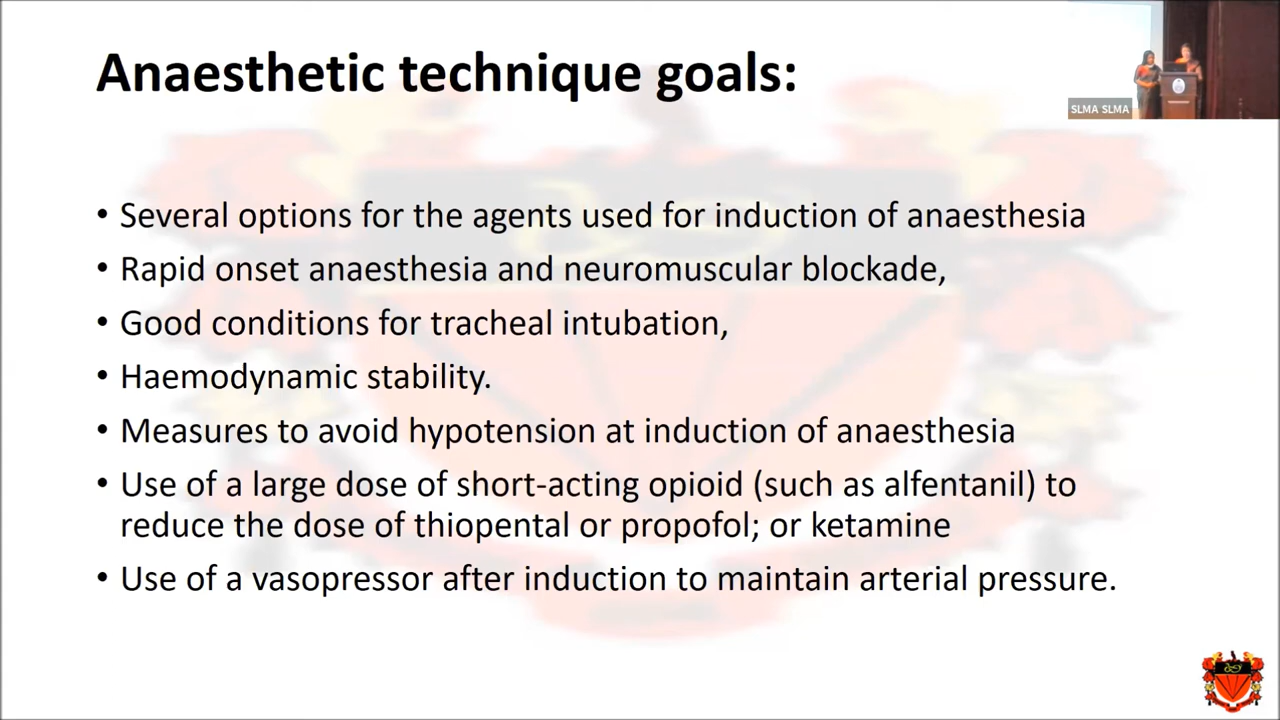 Anaesthetic technique goals:
SLMA SLMA
• Several options for the agents used for induction of anaesthesia
• Rapid onset anaesthesia and neuromuscular blockade,
• Good conditions for tracheal intubation,
• Haemodynamic stability.
• Measures to avoid hypotension at induction of anaesthesia
• Use of a large dose of short-acting opioid (such as alfentanil) to
reduce the dose of thiopental or propofol; or ketamine
• Use of a vasopressor after induction to maintain arterial pressure.